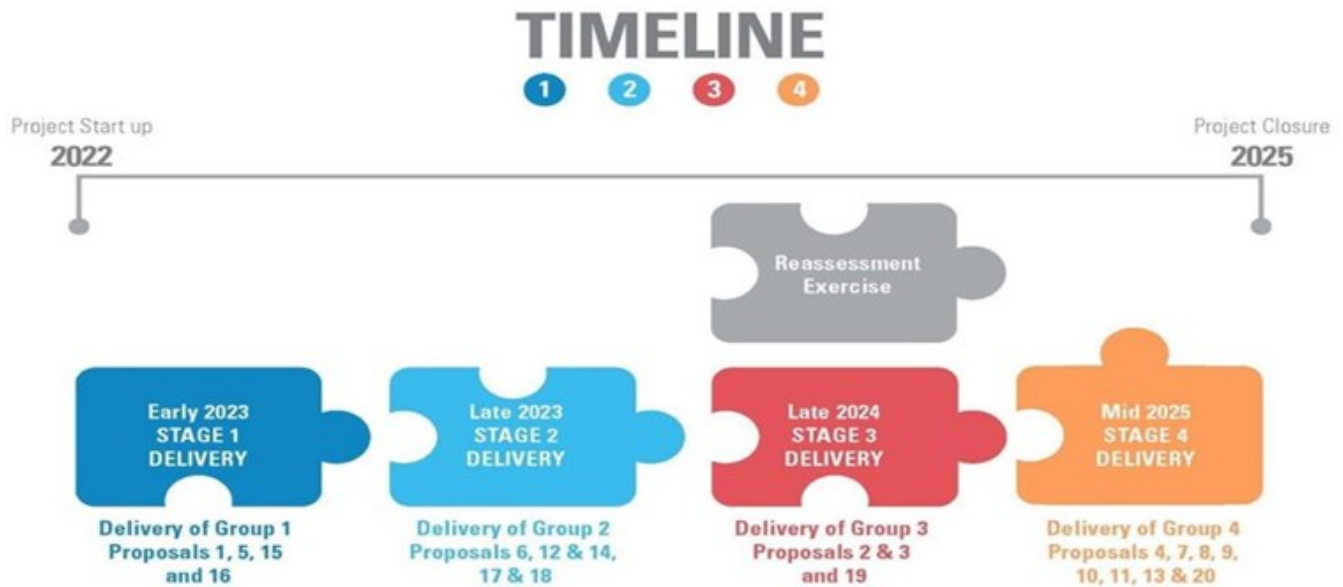 TIMELINE
1 2 3 4
Project Start up
2022
Project Closure
2025
Reassessment
Exercise
Early 2023
STAGE 1
DELIVERY
Late 2023
STAGE 2
DELIVERY
Late 2024
STAGE 3
DELIVERY
Mid 2025
STAGE 4
DELIVERY
Delivery of Group 1
Proposals 1, 5, 15
and 16
Delivery of Group 2
Proposals 6, 12 & 14,
17 & 18
Delivery of Group 3
Proposals 2 & 3
and 19
Delivery of Group 4
Proposals 4, 7, 8, 9,
10, 11, 13 & 20